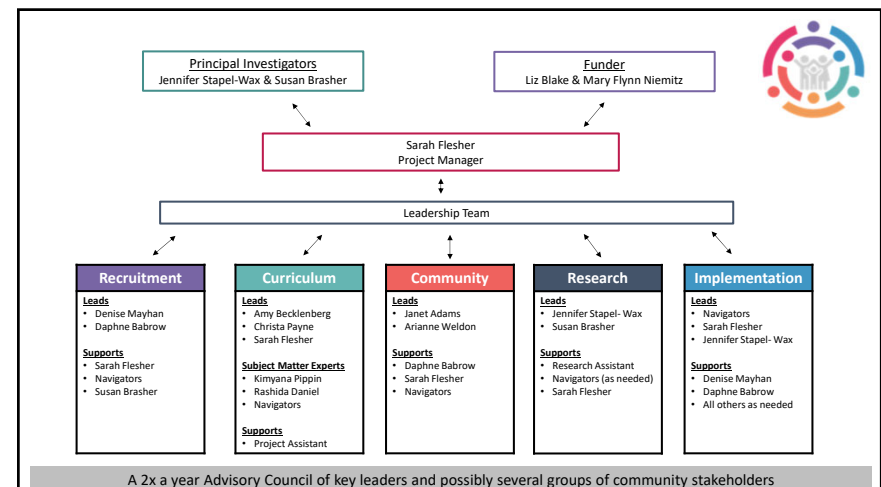 Principal Investigators
Jennifer Stapel-Wax & Susan Brasher
Funder
Liz Blake & Mary Flynn Niemitz
Sarah Flesher
Project Manager
Leadership Team
Recruitment
Leads
• Denise Mayhan
• Daphne Babrow
Supports
• Sarah Flesher
• Navigators
• Susan Brasher
Curriculum
Leads
• Amy Becklenberg
• Christa Payne
• Sarah Flesher
Subject Matter Experts
• Kimyana Pippin
• Rashida Daniel
• Navigators
Supports
• Project Assistant
Community
Leads
• Janet Adams
• Arianne Weldon
Supports
• Daphne Babrow
• Sarah Flesher
• Navigators
Research
Leads
• Jennifer Stapel- Wax
• Susan Brasher
Supports
• Research Assistant
• Navigators (as needed)
• Sarah Flesher
Implementation
Leads
• Navigators
• Sarah Flesher
• Jennifer Stapel- Wax
Supports
• Denise Mayhan
• Daphne Babrow
• All others as needed
A 2x a year Advisory Council of key leaders and possibly several groups of community stakeholders